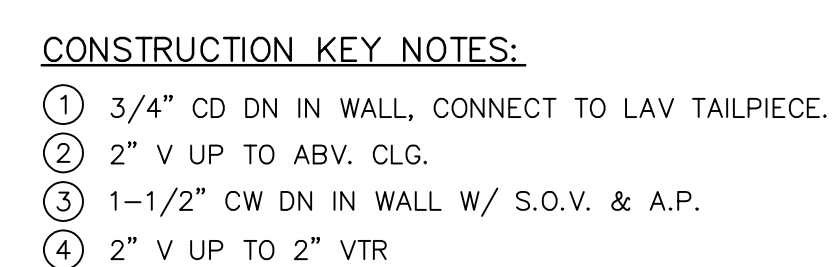 CONSTRUCTION KEY NOTES:
1 3/4" CD DN IN WALL, CONNECT TO LAV TAILPIECE.
2 2" V UP TO ABV. CLG.
3 1-1/2" CW DN IN WALL W/ S.O.V. & A.P.
4 2" V UP TO 2" VTR